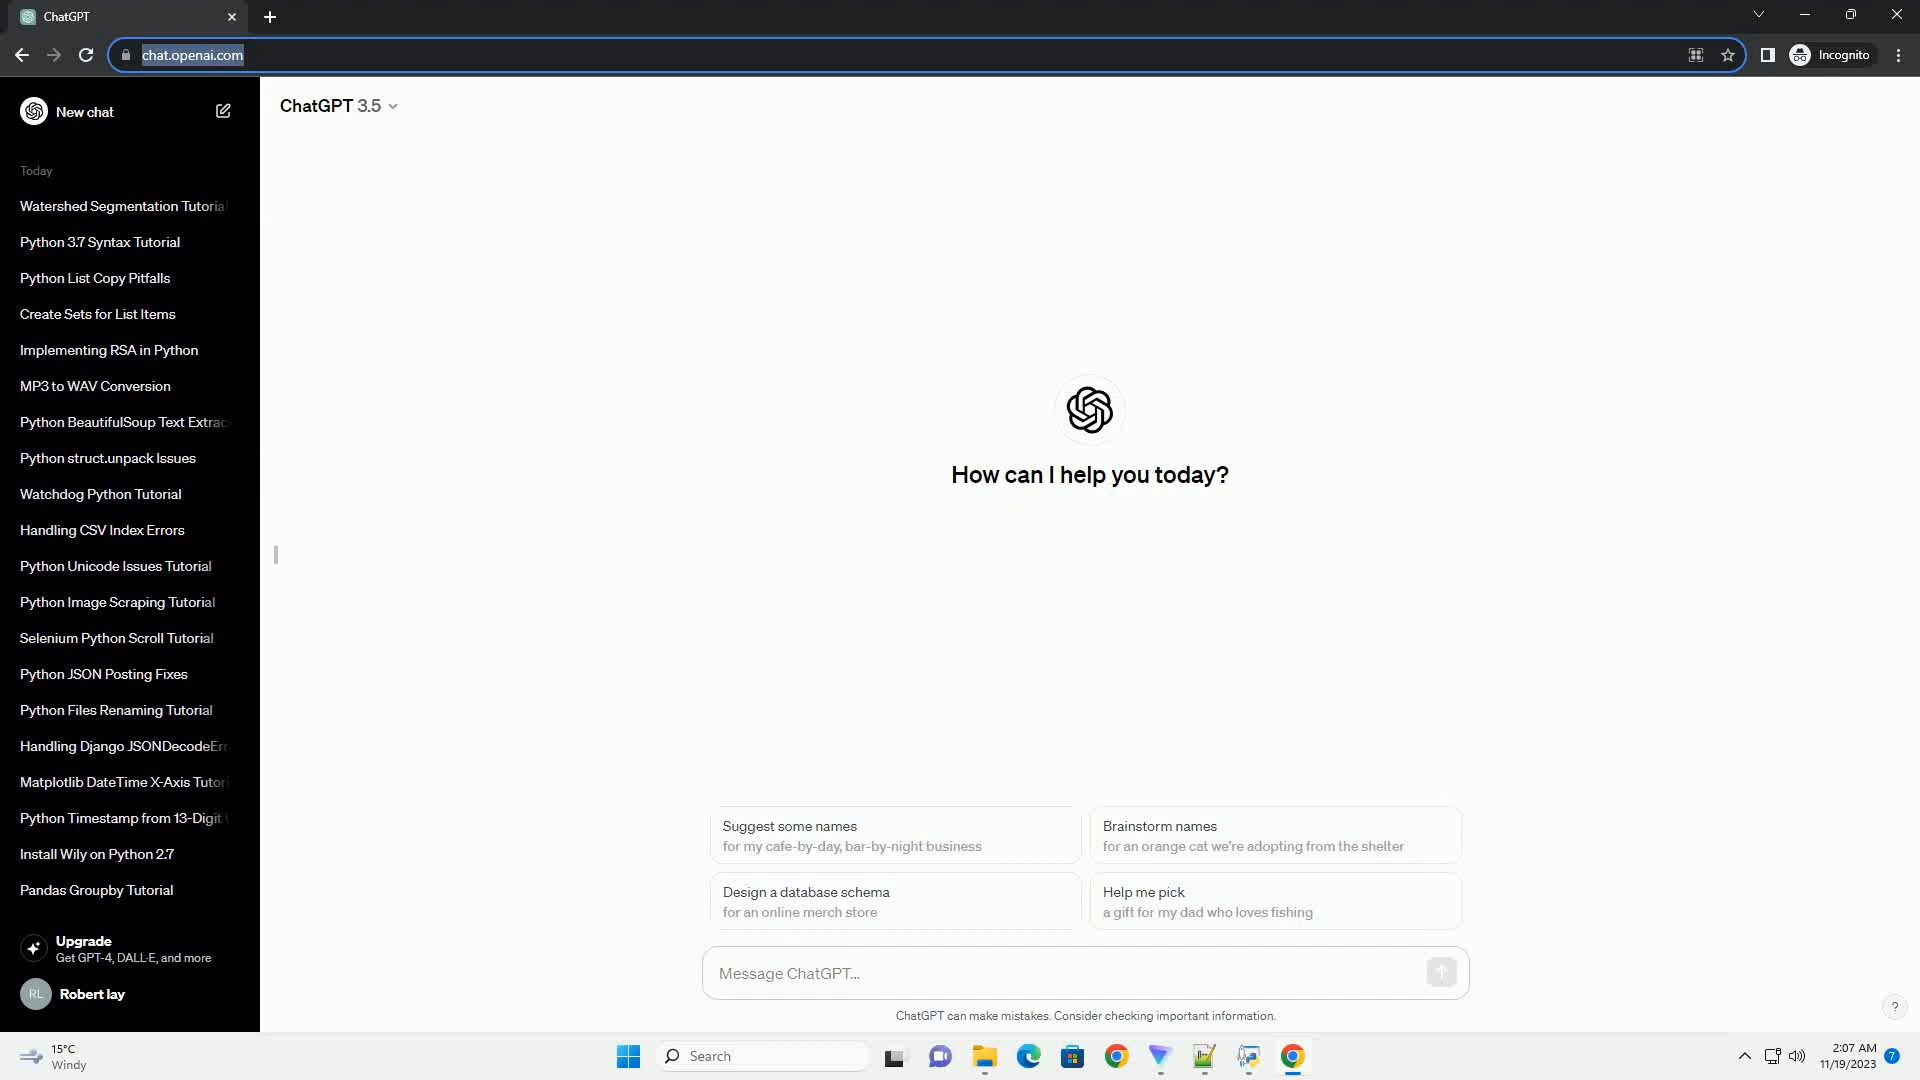 ChatGPT
chat.openai.com
Incognito
New chat
ChatGPT 3.5
Today
Watershed Segmentation Tutorial
Python 3.7 Syntax Tutorial
Python List Copy Pitfalls
Create Sets for List Items
Implementing RSA in Python
MP3 to WAV Conversion
Python BeautifulSoup Text Extrac
Python struct.unpack Issues
Watchdog Python Tutorial
Handling CSV Index Errors
Python Unicode Issues Tutorial
Python Image Scraping Tutorial
Selenium Python Scroll Tutorial
Python JSON Posting Fixes
Python Files Renaming Tutorial
Handling Django JSONDecodeErr
Matplotlib DateTime X-Axis Tutori
Python Timestamp from 13-Digit
Install Wily on Python 2.7
Pandas Groupby Tutorial
Upgrade
Get GPT-4, DALL·E, and more
RL
Robert lay
How can I help you today?
Suggest some names
for my cafe-by-day, bar-by-night business
Brainstorm names
for an orange cat we're adopting from the shelter
Design a database schema
for an online merch store
Help me pick
a gift for my dad who loves fishing
Message ChatGPT...
ChatGPT can make mistakes. Consider checking important information.
?
15°C
Windy
Search
2:07 AM
11/19/2023
7